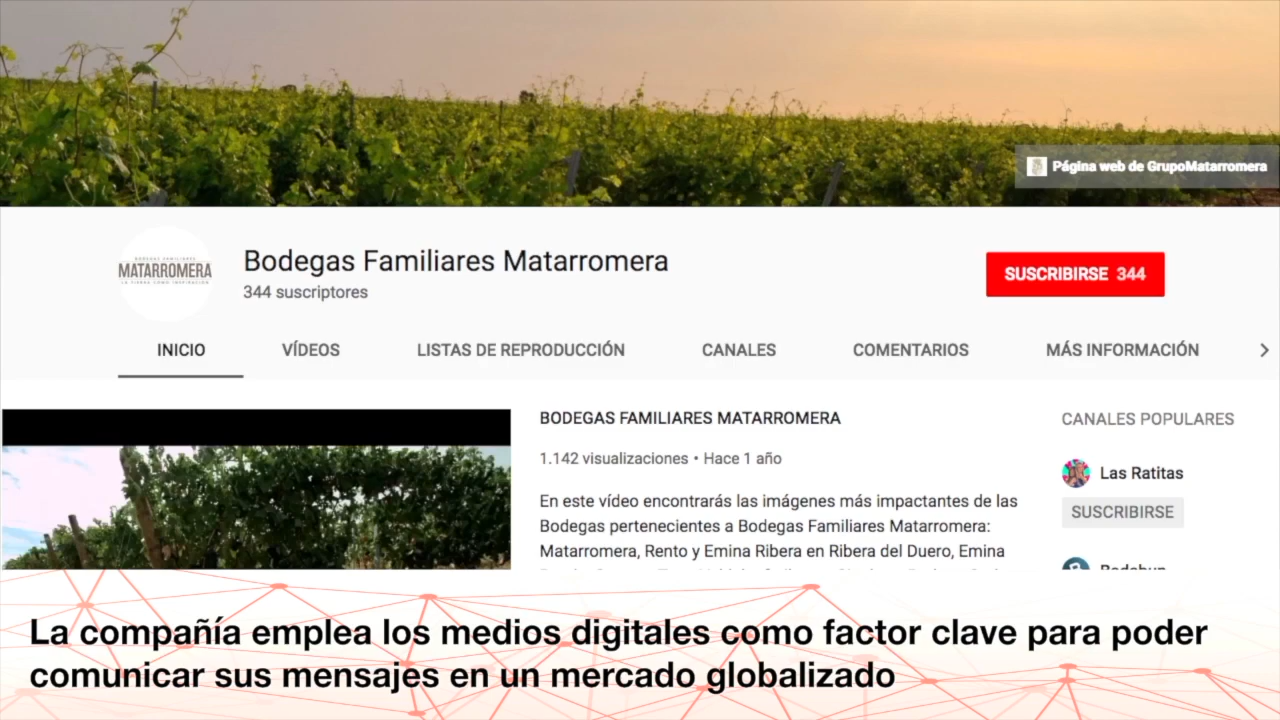 Página web de GrupoMatarromera
BODEGAS FAMILIARES
MATARROMERA
LA TIERRA COMO INSPIRACIÓN
Bodegas Familiares Matarromera
344 suscriptores
SUSCRIBIRSE 344
INICIO
VÍDEOS
LISTAS DE REPRODUCCIÓN
CANALES
COMENTARIOS
MÁS INFORMACIÓN
BODEGAS FAMILIARES MATARROMERA
1.142 visualizaciones • Hace 1 año
En este vídeo encontrarás las imágenes más impactantes de las
Bodegas pertenecientes a Bodegas Familiares Matarromera:
Matarromera, Rento y Emina Ribera en Ribera del Duero, Emina
CANALES POPULARES
Las Ratitas
SUSCRIBIRSE
La compañía emplea los medios digitales como factor clave para poder
comunicar sus mensajes en un mercado globalizado